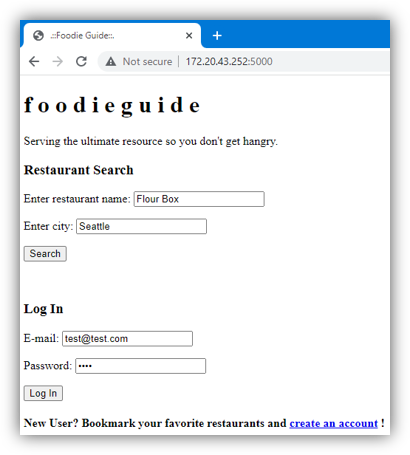 .::Foodie Guide::.
Not secure | 172.20.43.252:5000
f o o d i e g u i d e
Serving the ultimate resource so you don't get hangry.
Restaurant Search
Enter restaurant name: Flour Box
Enter city: Seattle
Search
Log In
E-mail: test@test.com
Password: ••••
Log In
New User? Bookmark your favorite restaurants and create an account !